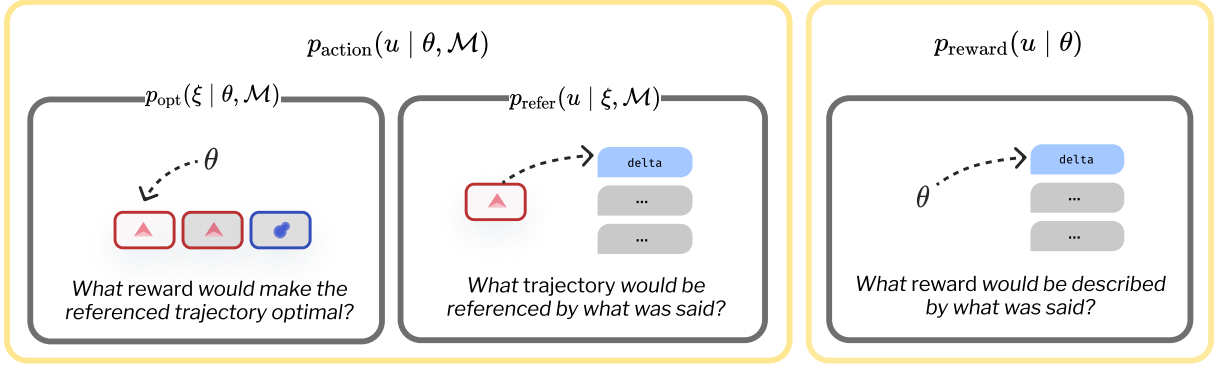 p_action(u | θ, ℳ)
p_opt(ξ | θ, ℳ)
θ
What reward would make the
referenced trajectory optimal?
p_refer(u | ξ, ℳ)
delta
...
...
What trajectory would be
referenced by what was said?
p_reward(u | θ)
θ
delta
...
...
What reward would be described
by what was said?